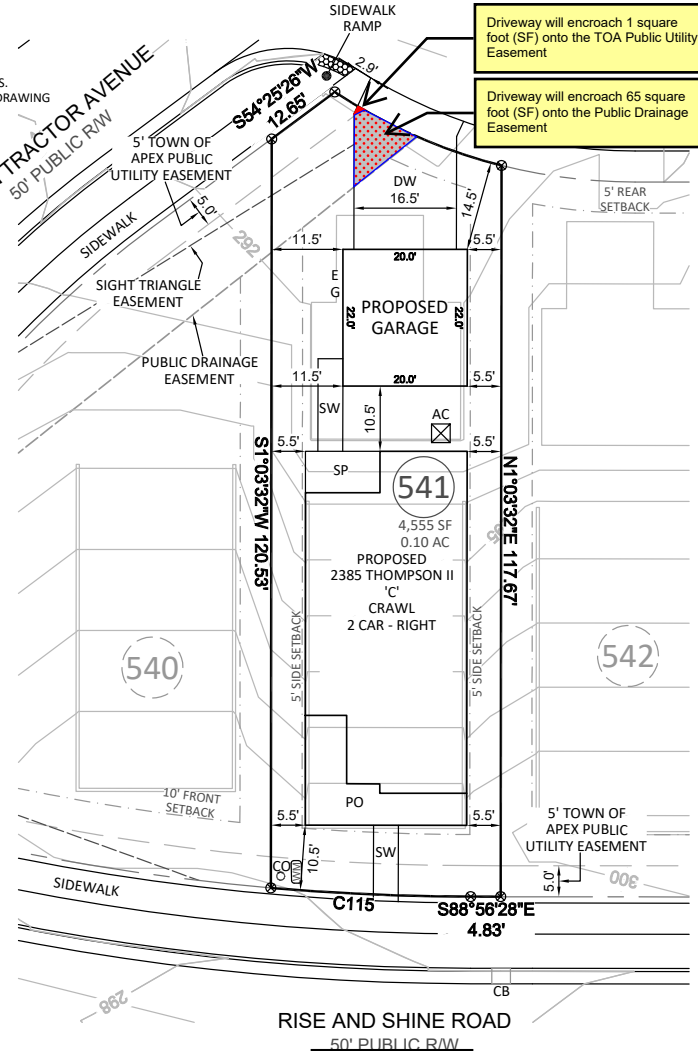 SIDEWALK
RAMP
Driveway will encroach 1 square
foot (SF) onto the TOA Public Utility
Easement
Driveway will encroach 65 square
foot (SF) onto the Public Drainage
Easement
S.
DRAWING
TRACTOR AVENUE
50' PUBLIC R/W
S54°25'26"W
12.65'
2.9'
5' TOWN OF
APEX PUBLIC
UTILITY EASEMENT
5.0'
SIDEWALK
292
DW
16.5'
14.5'
5' REAR
SETBACK
11.5'
20.0'
5.5'
SIGHT TRIANGLE
EASEMENT
E
G
PROPOSED
GARAGE
22.0'
22.0'
PUBLIC DRAINAGE
EASEMENT
11.5'
20.0'
5.5'
SW
10.5'
AC
5.5'
5.5'
SP
541
4,555 SF
0.10 AC
S1°03'32"W 120.53'
N1°03'32"E 117.67'
PROPOSED
2385 THOMPSON II
'C'
CRAWL
2 CAR - RIGHT
540
542
5' SIDE SETBACK
5' SIDE SETBACK
10' FRONT
SETBACK
PO
5.5'
5.5'
5' TOWN OF
APEX PUBLIC
UTILITY EASEMENT
CO
WM
10.5'
SW
5.0'
300
SIDEWALK
C115
S88°56'28"E
4.83'
298
CB
RISE AND SHINE ROAD
50' PUBLIC R/W